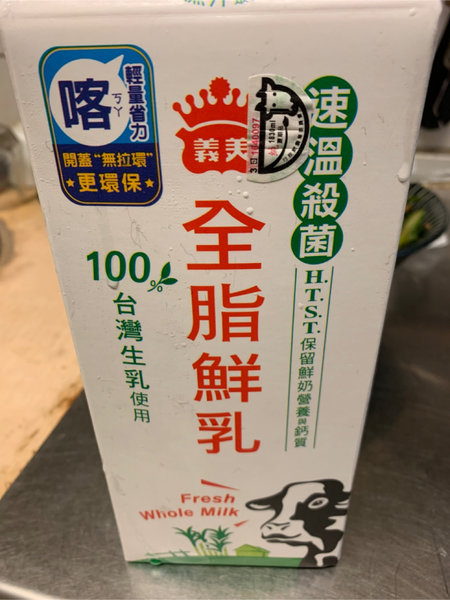 輕量省力
喀
ㄎㄚ
開蓋"無拉環"
★更環保★
義美
1040097
速溫殺菌
H.T.S.T.保留鮮奶營養與鈣質
全脂鮮乳
100%
台灣生乳使用
Fresh
Whole Milk